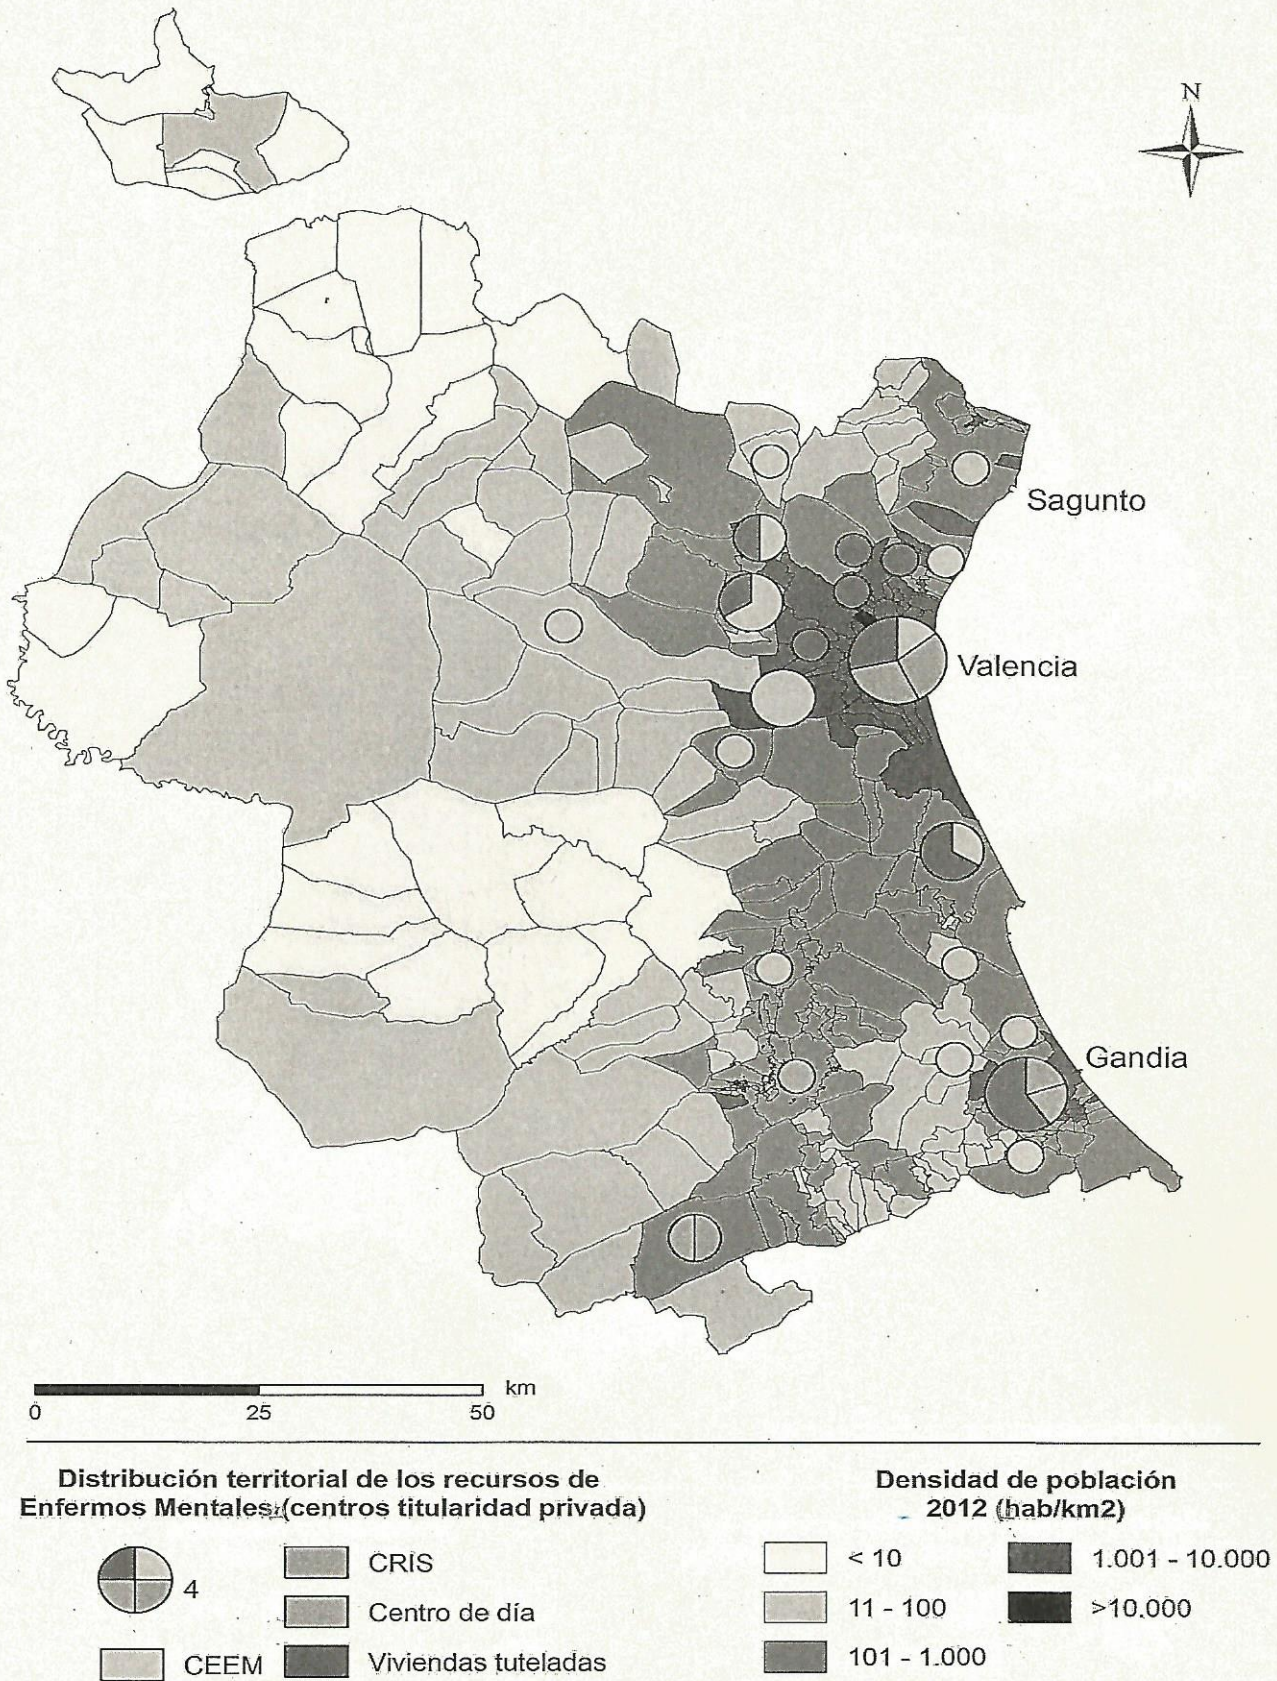 N
Sagunto
Valencia
Gandia
km
0 25 50
Distribución territorial de los recursos de
Enfermos Mentales (centros titularidad privada)
4
CRIS
Centro de día
CEEM
Viviendas tuteladas
Densidad de población
2012 (hab/km2)
< 10
1.001 - 10.000
11 - 100
>10.000
101 - 1.000